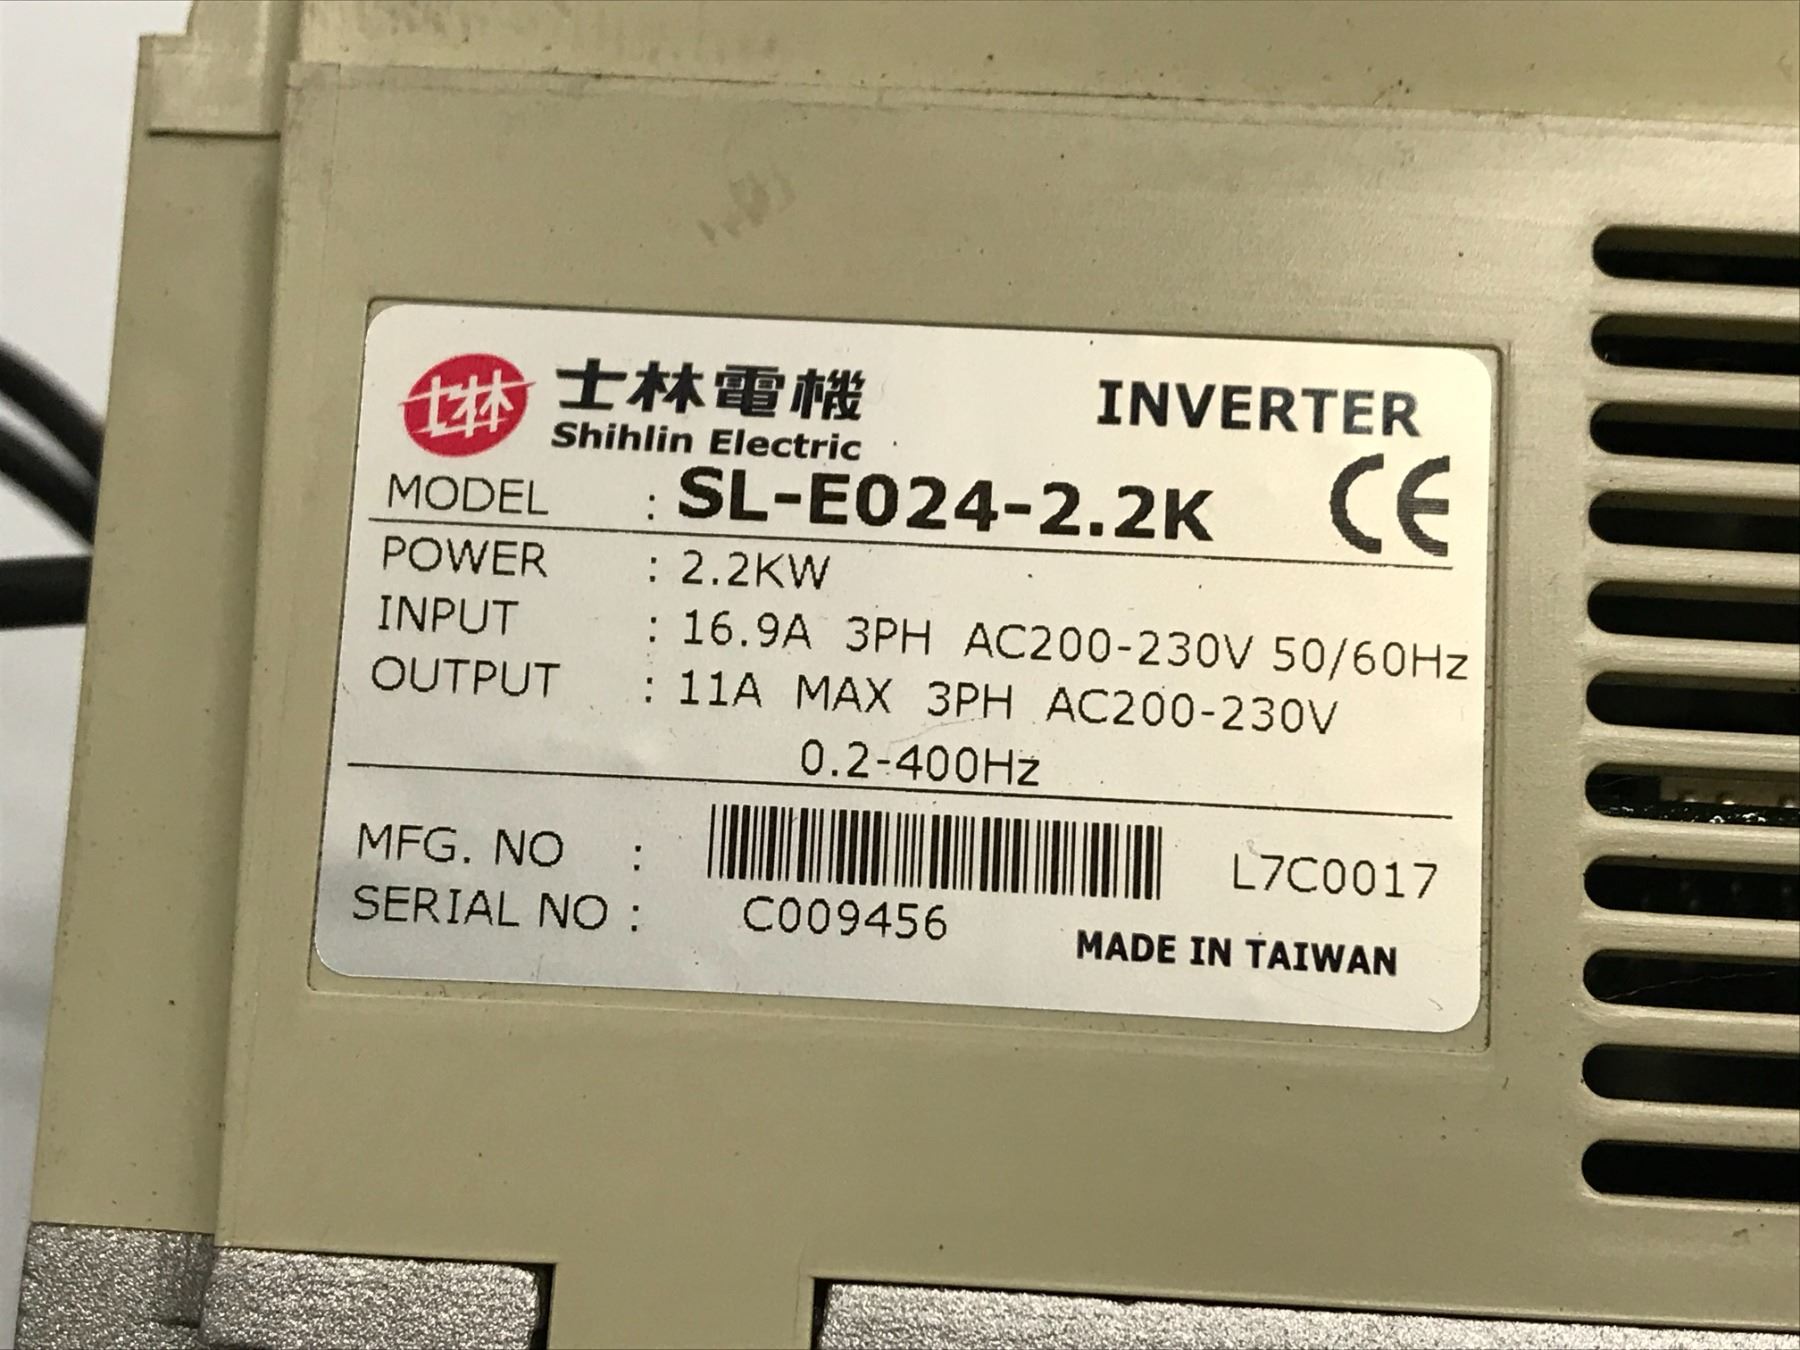 士林 士林電機 INVERTER
Shihlin Electric
MODEL : SL-E024-2.2K CE
POWER : 2.2KW
INPUT : 16.9A 3PH AC200-230V 50/60Hz
OUTPUT : 11A MAX 3PH AC200-230V
0.2-400Hz
MFG. NO : L7C0017
SERIAL NO : C009456
MADE IN TAIWAN